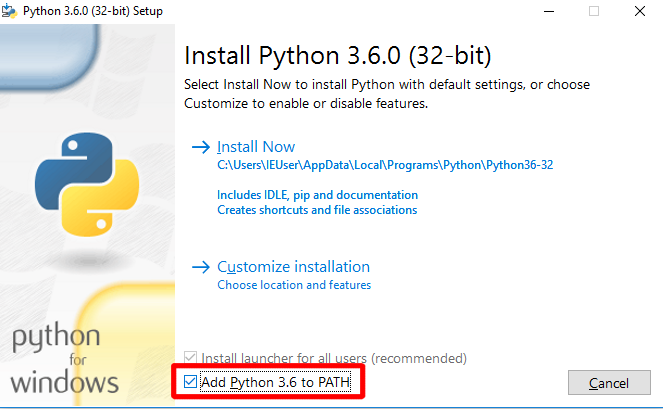 Python 3.6.0 (32-bit) Setup
Install Python 3.6.0 (32-bit)
Select Install Now to install Python with default settings, or choose
Customize to enable or disable features.
Install Now
C:\Users\IEUser\AppData\Local\Programs\Python\Python36-32
Includes IDLE, pip and documentation
Creates shortcuts and file associations
Customize installation
Choose location and features
Install launcher for all users (recommended)
Add Python 3.6 to PATH
Cancel
python
for
windows